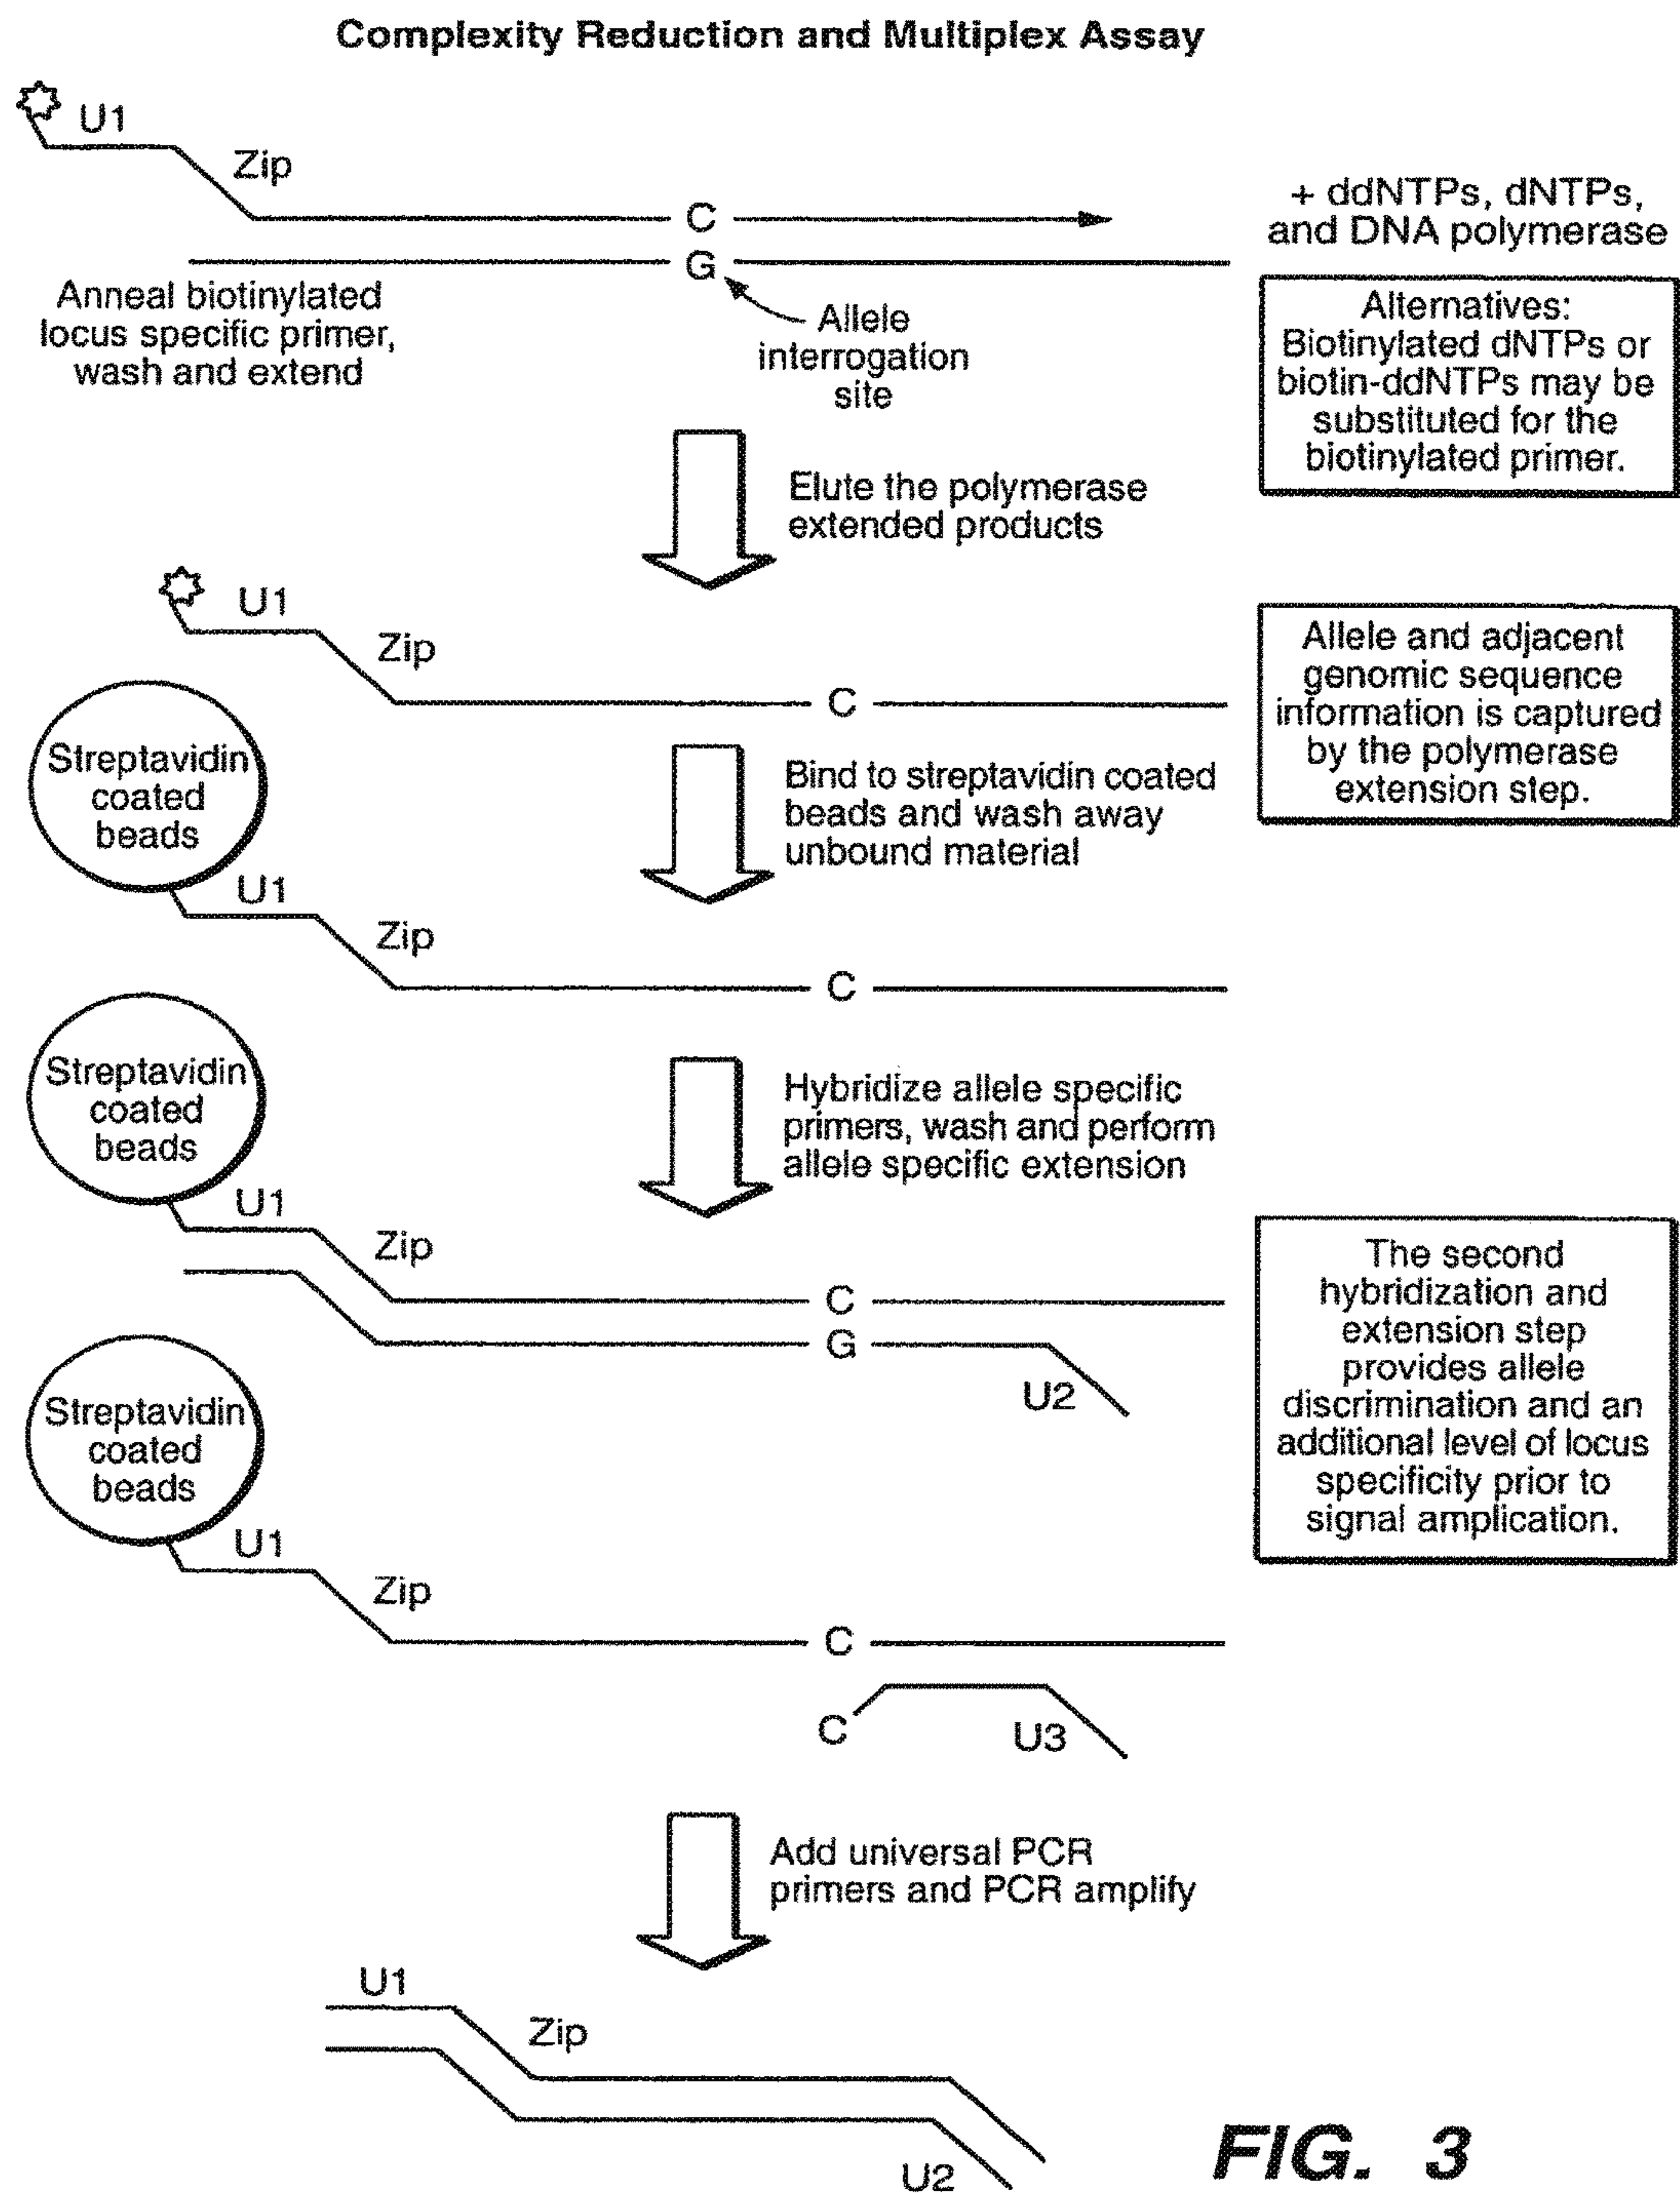 Complexity Reduction and Multiplex Assay
U1
Zip
C
G
+ ddNTPs, dNTPs,
and DNA polymerase
Anneal biotinylated
locus specific primer,
wash and extend
Allele
interrogation
site
Alternatives:
Biotinylated dNTPs or
biotin-ddNTPs may be
substituted for the
biotinylated primer.
Elute the polymerase
extended products
U1
Zip
C
Allele and adjacent
genomic sequence
information is captured
by the polymerase
extension step.
Streptavidin
coated
beads
Bind to streptavidin coated
beads and wash away
unbound material
U1
Zip
C
Streptavidin
coated
beads
Hybridize allele specific
primers, wash and perform
allele specific extension
U1
Zip
C
G
U2
The second
hybridization and
extension step
provides allele
discrimination and an
additional level of locus
specificity prior to
signal amplication.
Streptavidin
coated
beads
U1
Zip
C
C
U3
Add universal PCR
primers and PCR amplify
U1
Zip
U2
FIG. 3